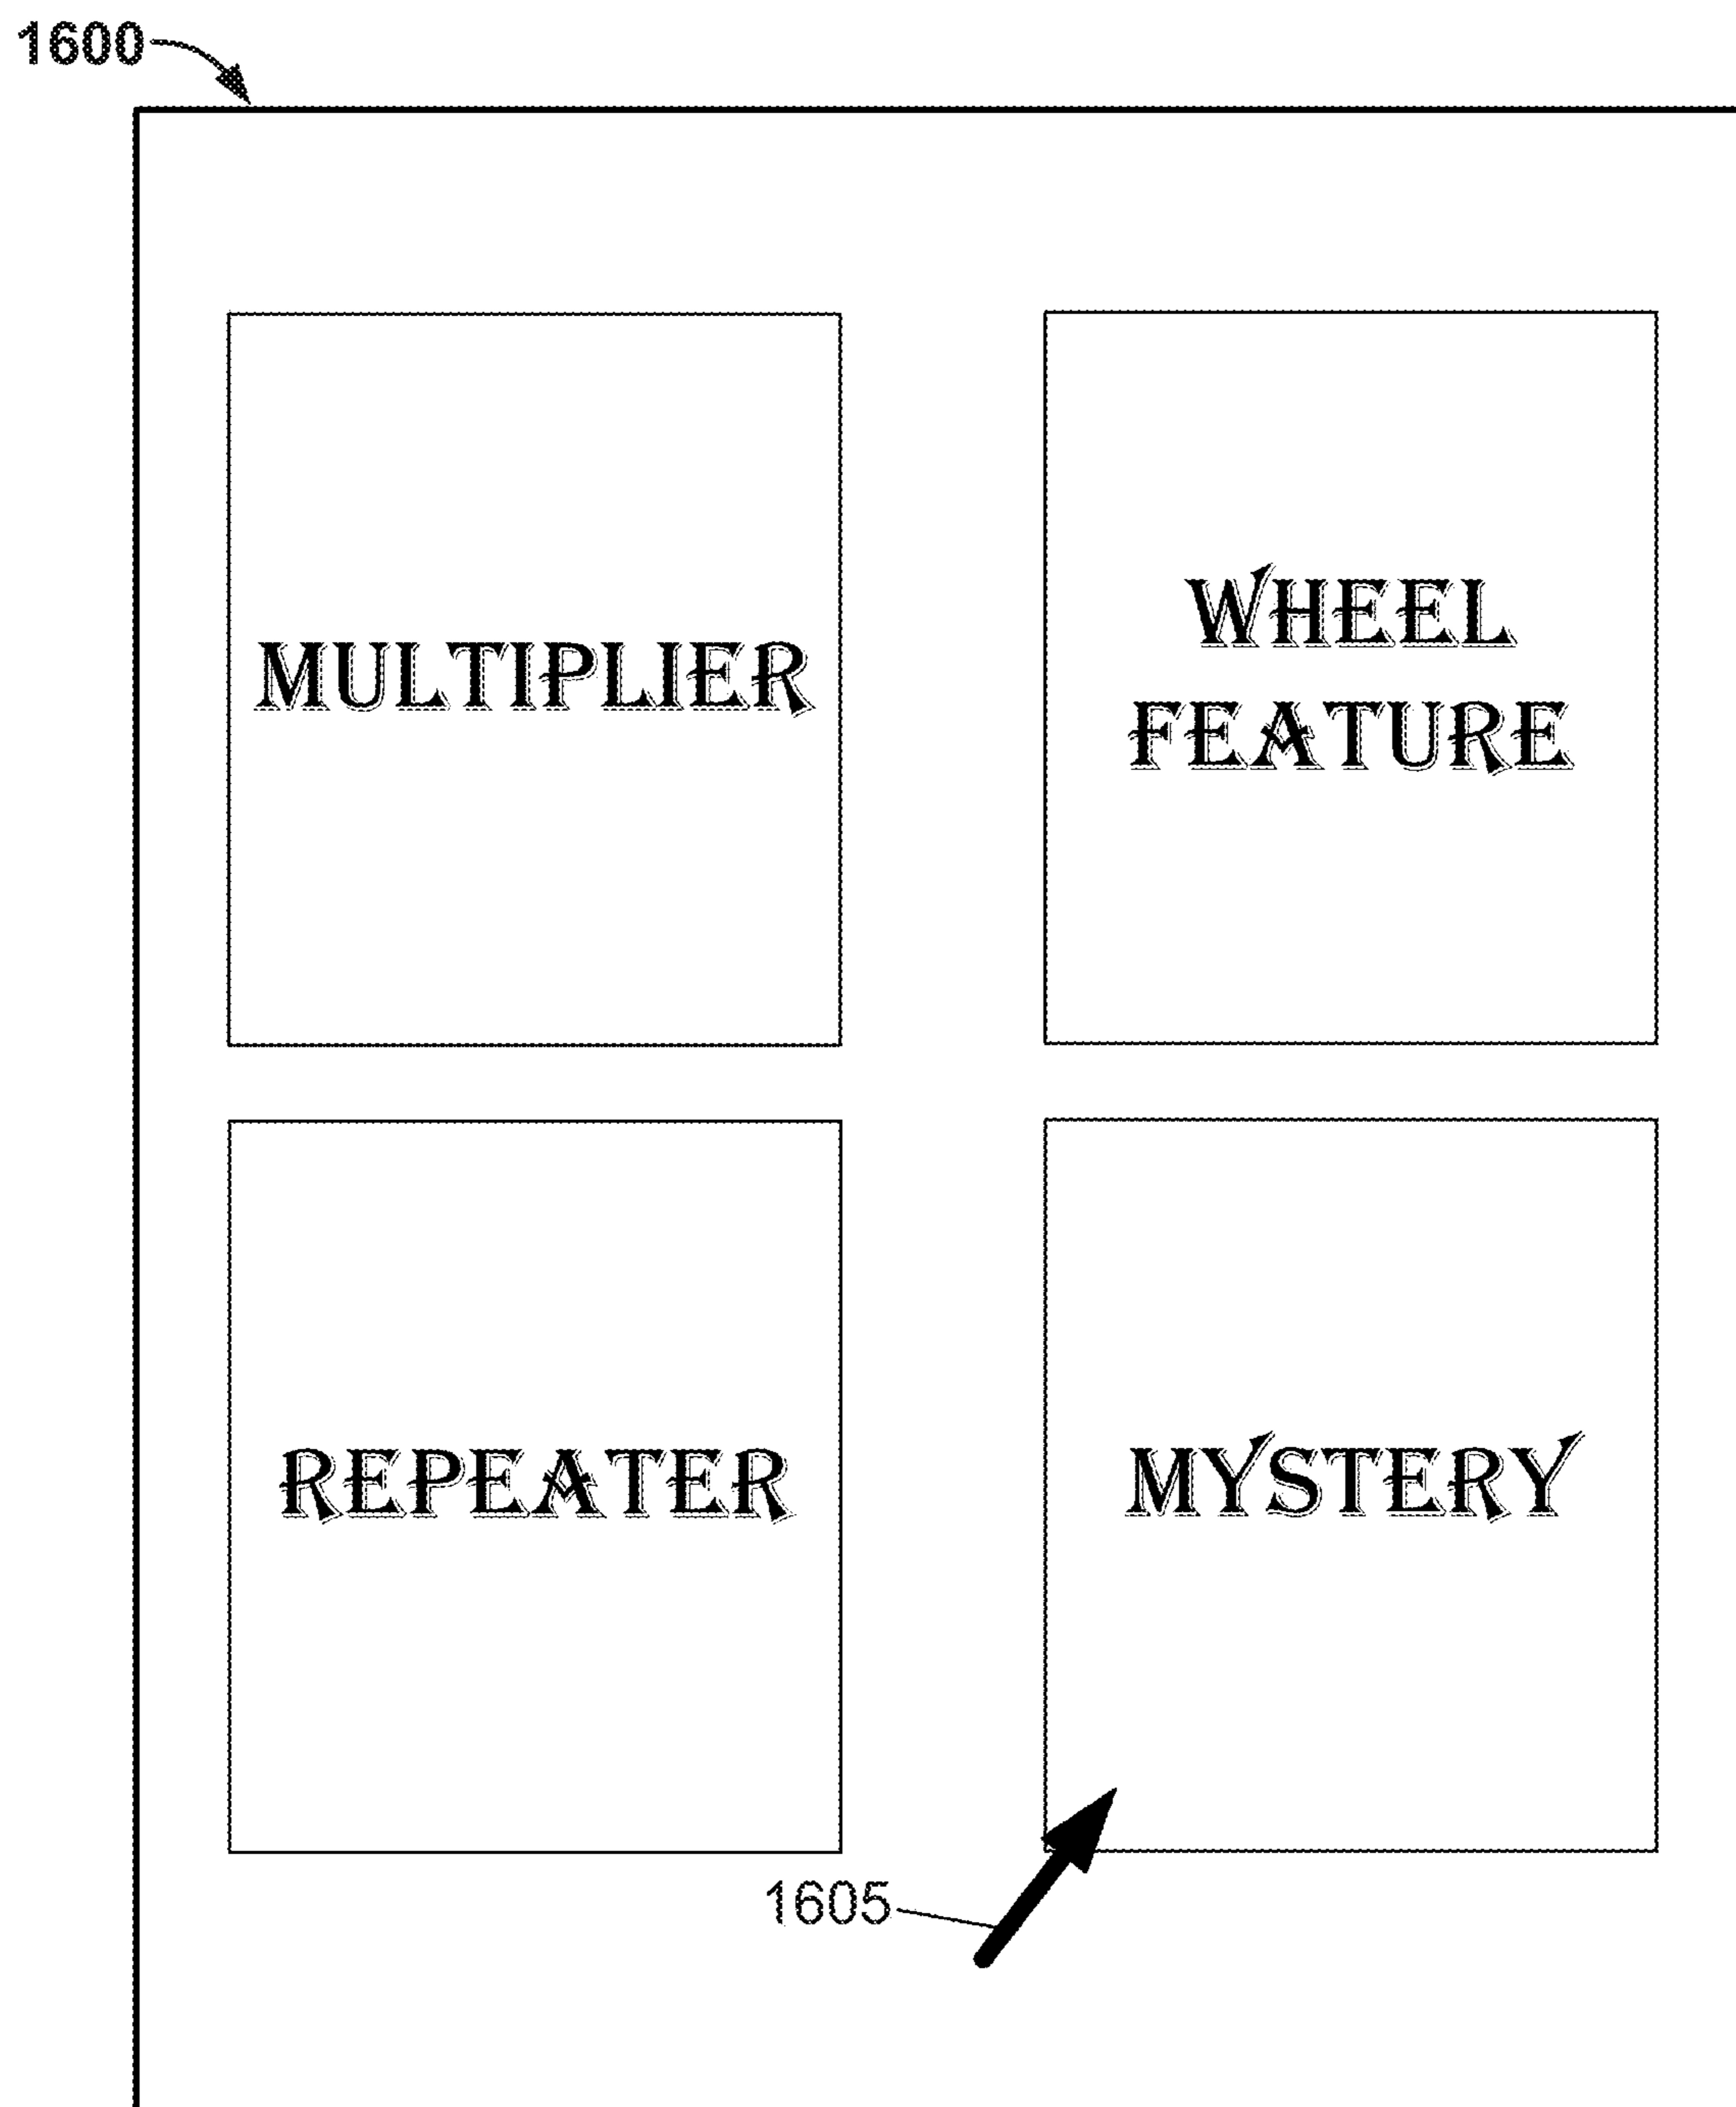 1600
MULTIPLIER
WHEEL
FEATURE
REPEATER
MYSTERY
1605